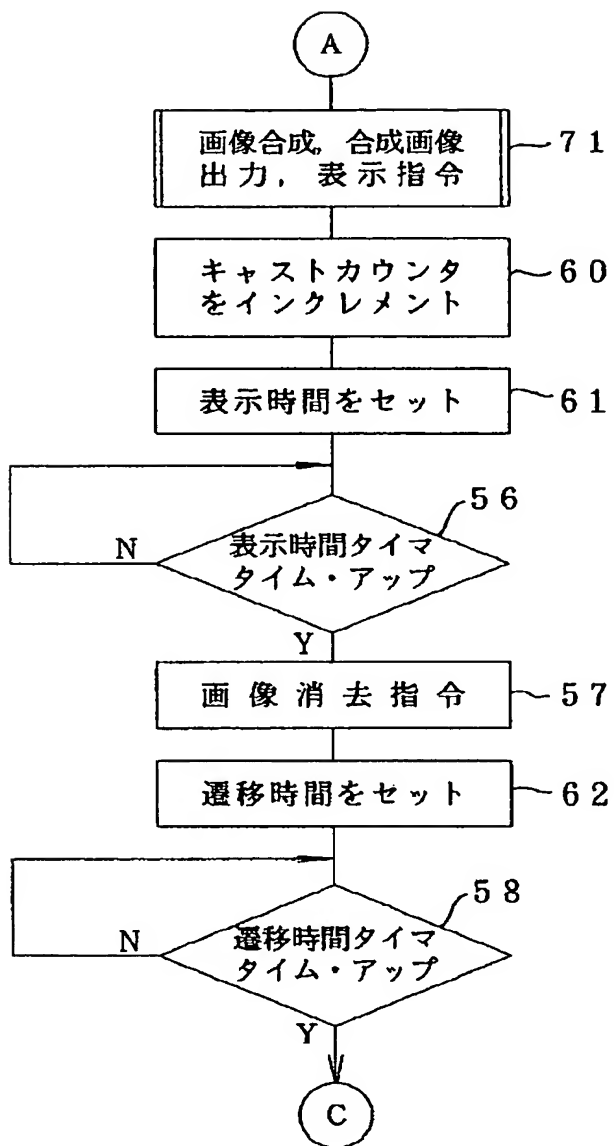 A
画像合成，合成画像
出力，表示指令
71
キャストカウンタ
をインクレメント
60
表示時間をセット
61
56
表示時間タイマ
タイム・アップ
N
Y
画像消去指令
57
遷移時間をセット
62
58
遷移時間タイマ
タイム・アップ
N
Y
C